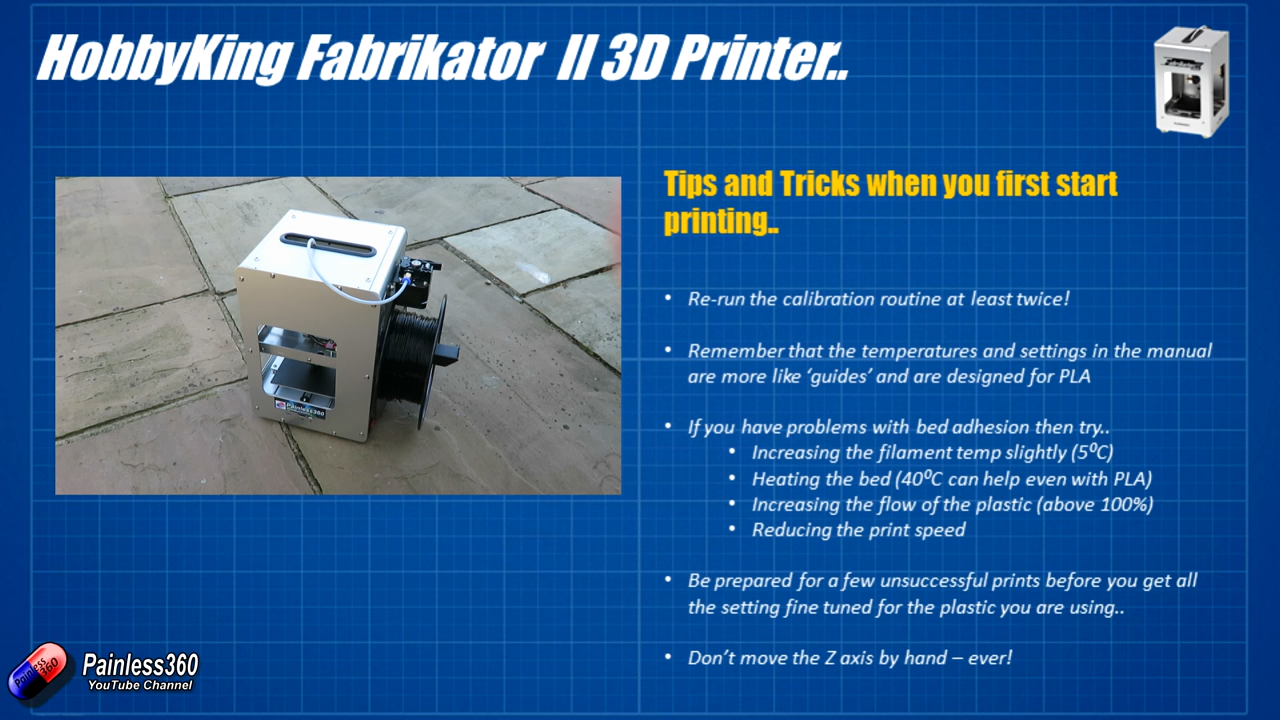 HobbyKing Fabrikator II 3D Printer..
Tips and Tricks when you first start
printing..
• Re-run the calibration routine at least twice!
• Remember that the temperatures and settings in the manual
are more like ‘guides’ and are designed for PLA
• If you have problems with bed adhesion then try..
• Increasing the filament temp slightly (5⁰C)
• Heating the bed (40⁰C can help even with PLA)
• Increasing the flow of the plastic (above 100%)
• Reducing the print speed
• Be prepared for a few unsuccessful prints before you get all
the setting fine tuned for the plastic you are using..
• Don’t move the Z axis by hand – ever!
Painless360
Painless
360
Painless360
YouTube Channel